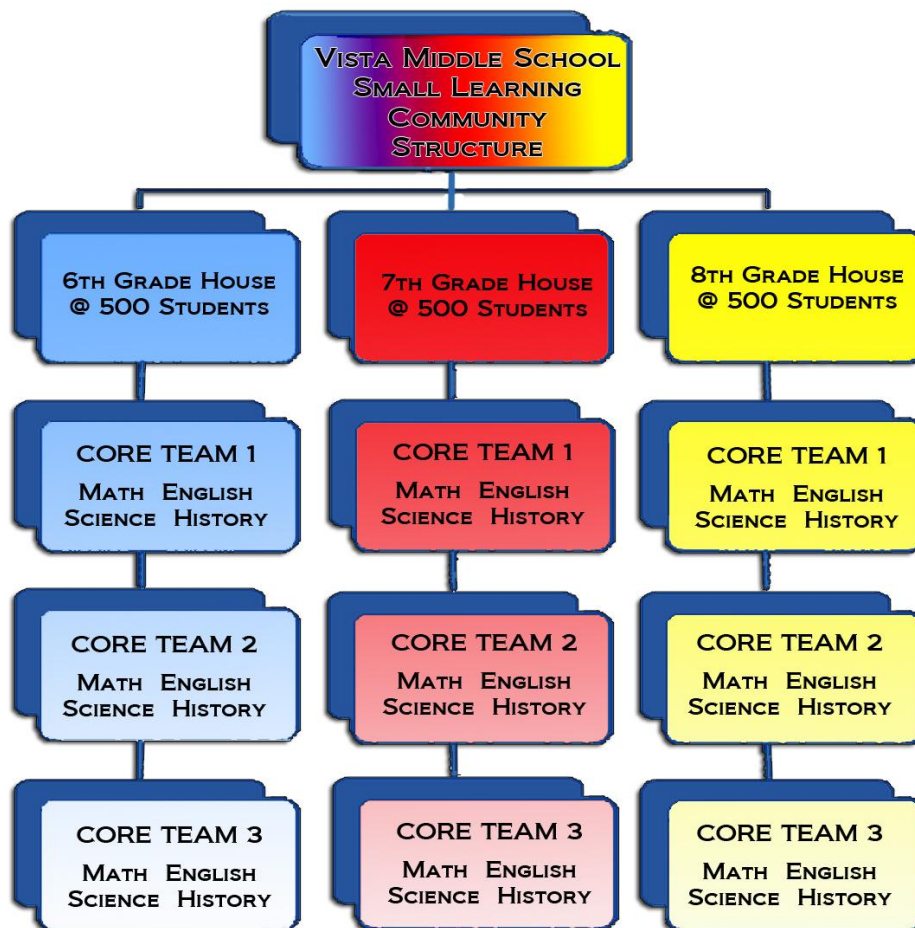 Vista Middle School
Small Learning
Community
Structure
6th Grade House
@ 500 Students
7th Grade House
@ 500 Students
8th Grade House
@ 500 Students
CORE TEAM 1
Math English
Science History
CORE TEAM 1
Math English
Science History
CORE TEAM 1
Math English
Science History
CORE TEAM 2
Math English
Science History
CORE TEAM 2
Math English
Science History
CORE TEAM 2
Math English
Science History
CORE TEAM 3
Math English
Science History
CORE TEAM 3
Math English
Science History
CORE TEAM 3
Math English
Science History